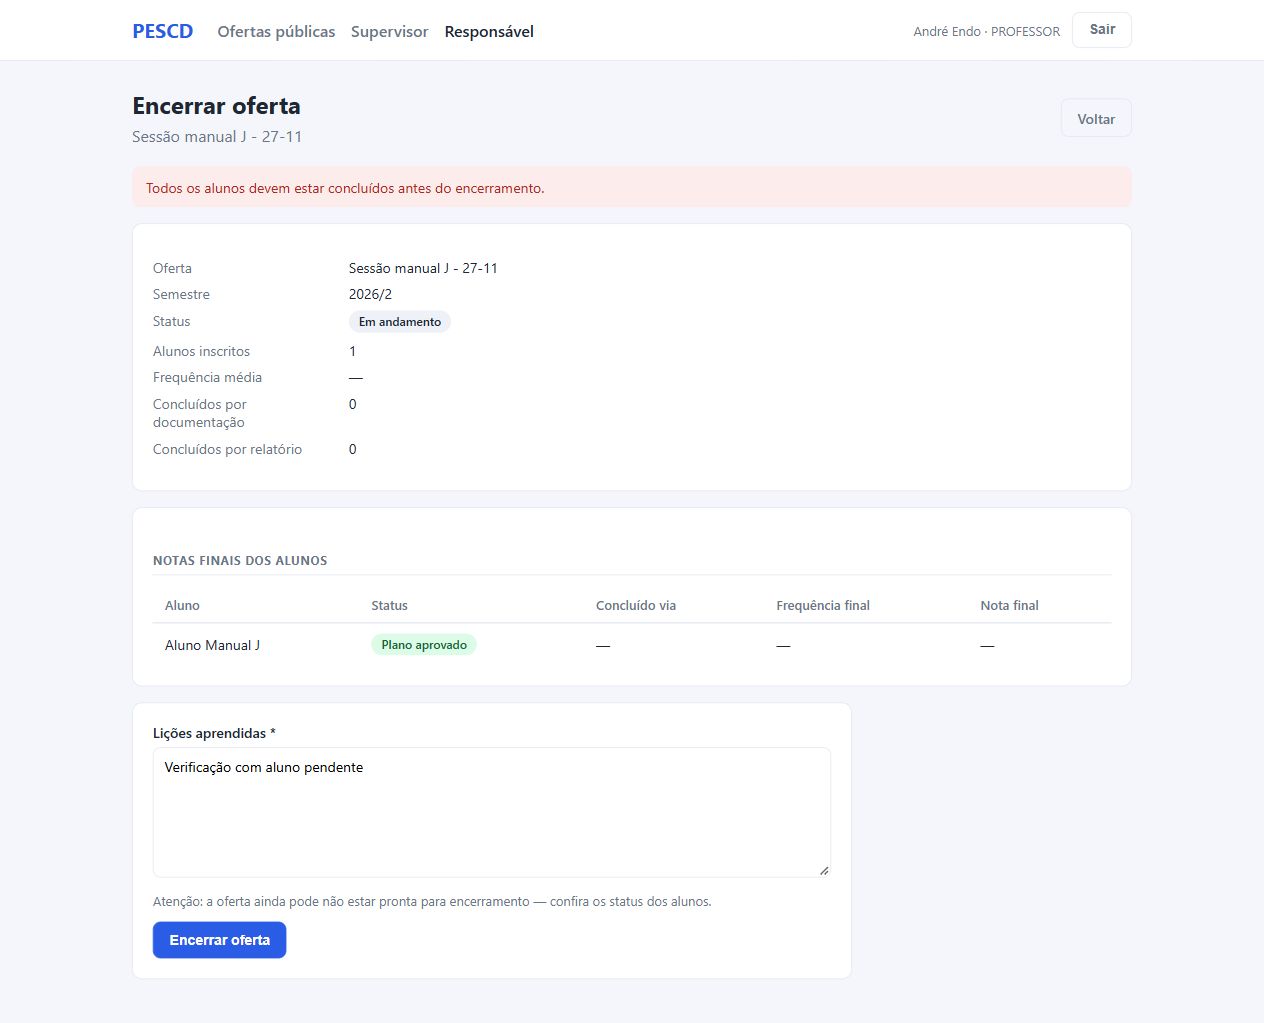 PESCD Ofertas públicas Supervisor Responsável André Endo · PROFESSOR Sair
Encerrar oferta
Voltar
Sessão manual J - 27-11
Todos os alunos devem estar concluídos antes do encerramento.
Oferta Sessão manual J - 27-11
Semestre 2026/2
Status Em andamento
Alunos inscritos 1
Frequência média —
Concluídos por documentação 0
Concluídos por relatório 0
NOTAS FINAIS DOS ALUNOS
Aluno Status Concluído via Frequência final Nota final
Aluno Manual J Plano aprovado — — —
Lições aprendidas *
Verificação com aluno pendente
Atenção: a oferta ainda pode não estar pronta para encerramento — confira os status dos alunos.
Encerrar oferta